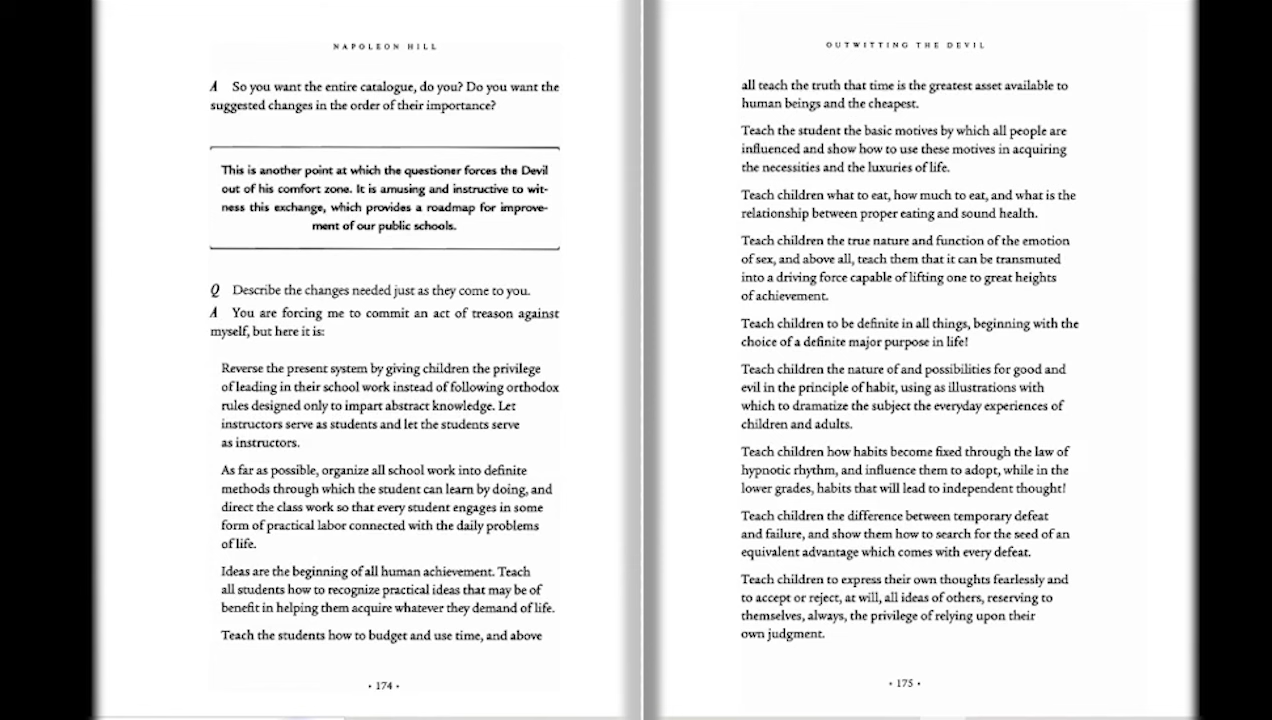 NAPOLEON HILL
A So you want the entire catalogue, do you? Do you want the
suggested changes in the order of their importance?
This is another point at which the questioner forces the Devil
out of his comfort zone. It is amusing and instructive to wit-
ness this exchange, which provides a roadmap for improve-
ment of our public schools.
Q Describe the changes needed just as they come to you.
A You are forcing me to commit an act of treason against
myself, but here it is:
Reverse the present system by giving children the privilege
of leading in their school work instead of following orthodox
rules designed only to impart abstract knowledge. Let
instructors serve as students and let the students serve
as instructors.
As far as possible, organize all school work into definite
methods through which the student can learn by doing, and
direct the class work so that every student engages in some
form of practical labor connected with the daily problems
of life.
Ideas are the beginning of all human achievement. Teach
all students how to recognize practical ideas that may be of
benefit in helping them acquire whatever they demand of life.
Teach the students how to budget and use time, and above
• 174 •
OUTWITTING THE DEVIL
all teach the truth that time is the greatest asset available to
human beings and the cheapest.
Teach the student the basic motives by which all people are
influenced and show how to use these motives in acquiring
the necessities and the luxuries of life.
Teach children what to eat, how much to eat, and what is the
relationship between proper eating and sound health.
Teach children the true nature and function of the emotion
of sex, and above all, teach them that it can be transmuted
into a driving force capable of lifting one to great heights
of achievement.
Teach children to be definite in all things, beginning with the
choice of a definite major purpose in life!
Teach children the nature of and possibilities for good and
evil in the principle of habit, using as illustrations with
which to dramatize the subject the everyday experiences of
children and adults.
Teach children how habits become fixed through the law of
hypnotic rhythm, and influence them to adopt, while in the
lower grades, habits that will lead to independent thought!
Teach children the difference between temporary defeat
and failure, and show them how to search for the seed of an
equivalent advantage which comes with every defeat.
Teach children to express their own thoughts fearlessly and
to accept or reject, at will, all ideas of others, reserving to
themselves, always, the privilege of relying upon their
own judgment.
• 175 •